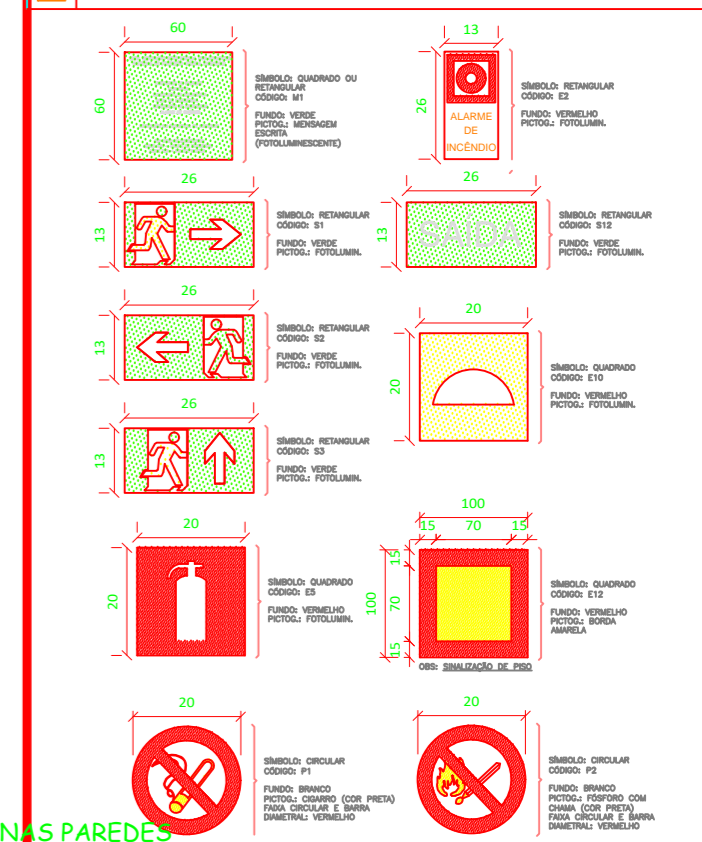 60
60
SÍMBOLO: QUADRADO OU
RETANGULAR
CÓDIGO: M1
FUNDO: VERDE
PICTOG.: MENSAGEM
ESCRITA
(FOTOLUMINESCENTE)
13
26
ALARME
DE
INCÊNDIO
SÍMBOLO: RETANGULAR
CÓDIGO: E2
FUNDO: VERMELHO
PICTOG.: FOTOLUMIN.
26
13
SÍMBOLO: RETANGULAR
CÓDIGO: S1
FUNDO: VERDE
PICTOG.: FOTOLUMIN.
26
13
SAÍDA
SÍMBOLO: RETANGULAR
CÓDIGO: S12
FUNDO: VERDE
PICTOG.: FOTOLUMIN.
26
13
SÍMBOLO: RETANGULAR
CÓDIGO: S2
FUNDO: VERDE
PICTOG.: FOTOLUMIN.
20
20
SÍMBOLO: QUADRADO
CÓDIGO: E10
FUNDO: VERMELHO
PICTOG.: FOTOLUMIN.
26
13
SÍMBOLO: RETANGULAR
CÓDIGO: S3
FUNDO: VERDE
PICTOG.: FOTOLUMIN.
20
20
SÍMBOLO: QUADRADO
CÓDIGO: E5
FUNDO: VERMELHO
PICTOG.: FOTOLUMIN.
100
15 70 15
100
15
70
15
SÍMBOLO: QUADRADO
CÓDIGO: E12
FUNDO: VERMELHO
PICTOG.: BORDA
AMARELA
OBS: SINALIZAÇÃO DE PISO
20
SÍMBOLO: CIRCULAR
CÓDIGO: P1
FUNDO: BRANCO
PICTOG.: CIGARRO (COR PRETA)
FAIXA CIRCULAR E BARRA
DIAMETRAL: VERMELHO
20
SÍMBOLO: CIRCULAR
CÓDIGO: P2
FUNDO: BRANCO
PICTOG.: FÓSFORO COM
CHAMA (COR PRETA)
FAIXA CIRCULAR E BARRA
DIAMETRAL: VERMELHO
NAS PAREDES